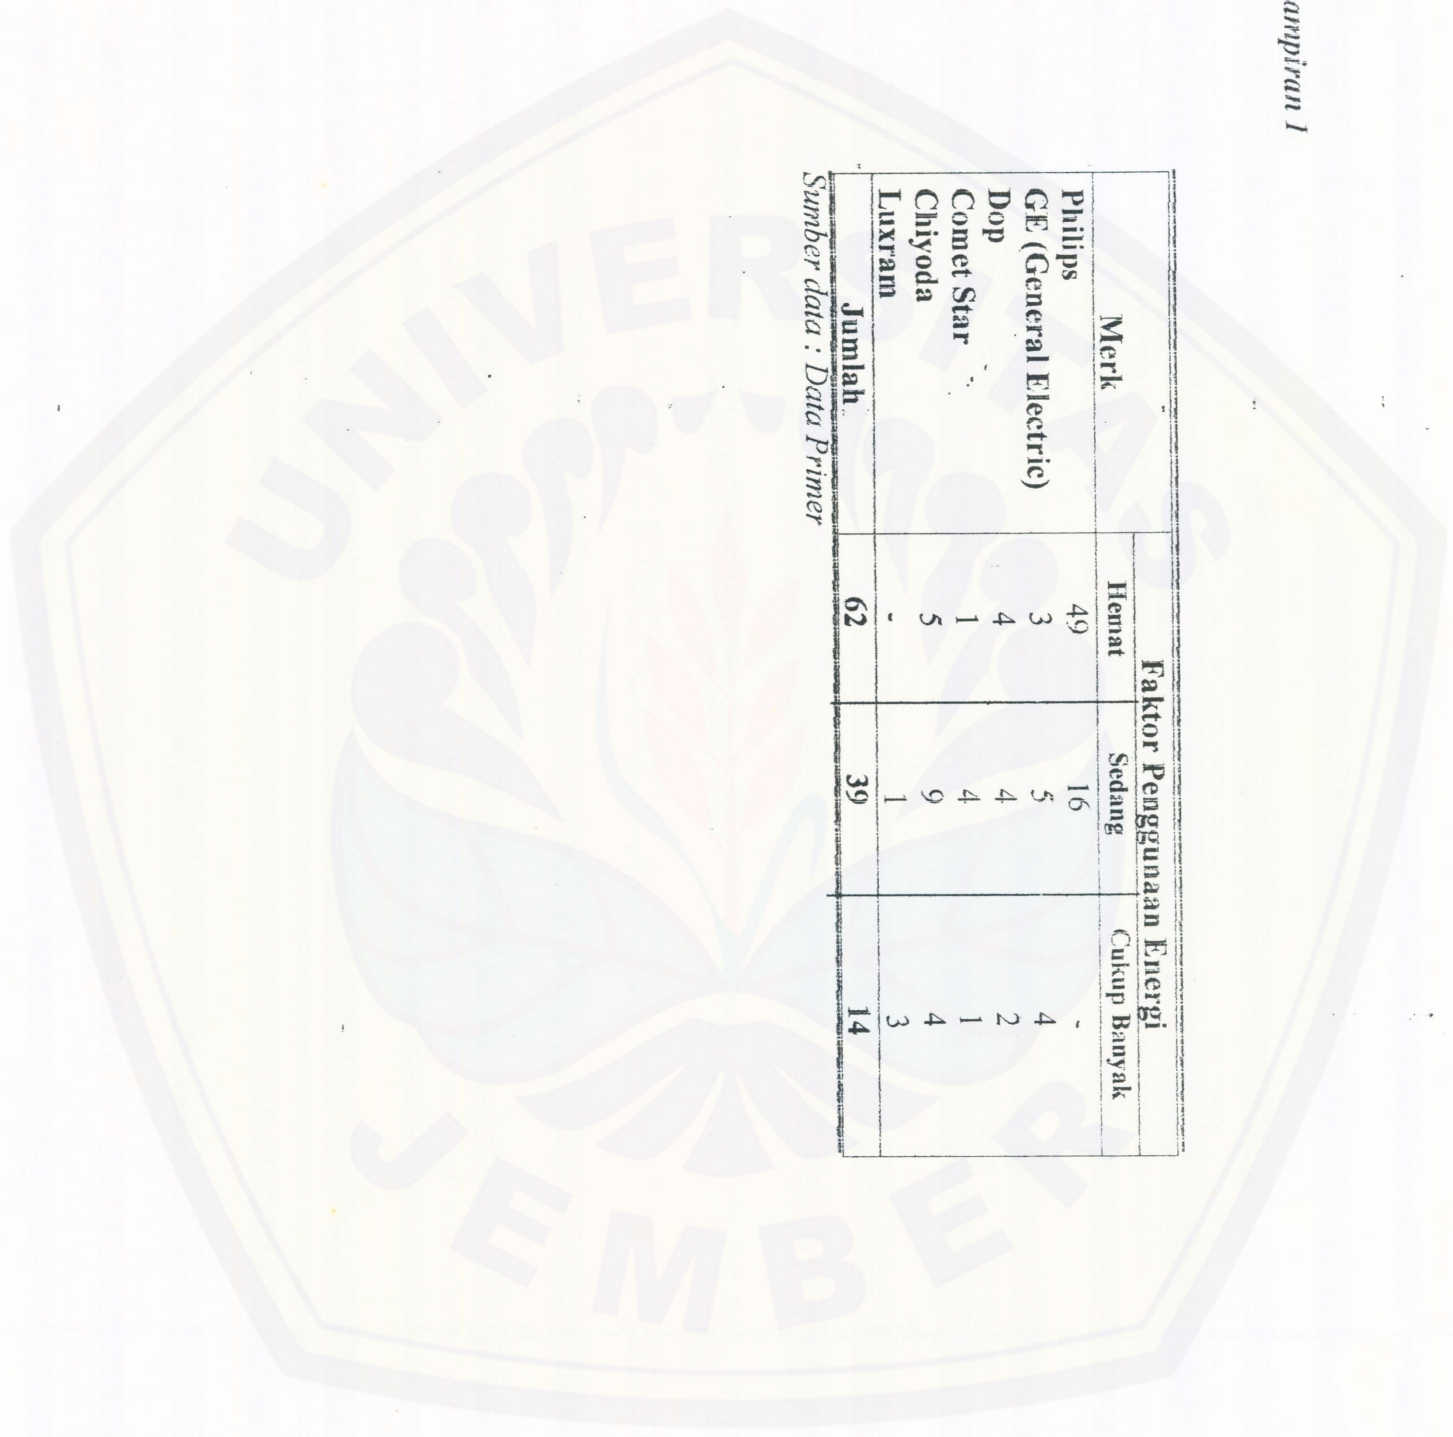 ampiran 1
Merk Faktor Penggunaan Energi
Hemat Sedang Cukup Banyak
Philips 49 16 -
GE (General Electric) 3 5 4
Dop 4 4 2
Comet Star 1 4 1
Chiyoda 5 9 4
Luxram - 1 3
Jumlah 62 39 14
Sumber data : Data Primer
UNIVERSITAS
JEMBER